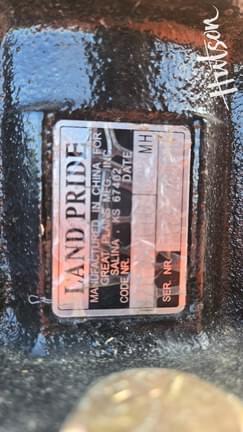 Hutson
LAND PRIDE
MANUFACTURED IN CHINA FOR
GREAT PLAINS MFG. INC.
SALINA, KS 67402
CODE NR. DATE
MH
SER. NR.